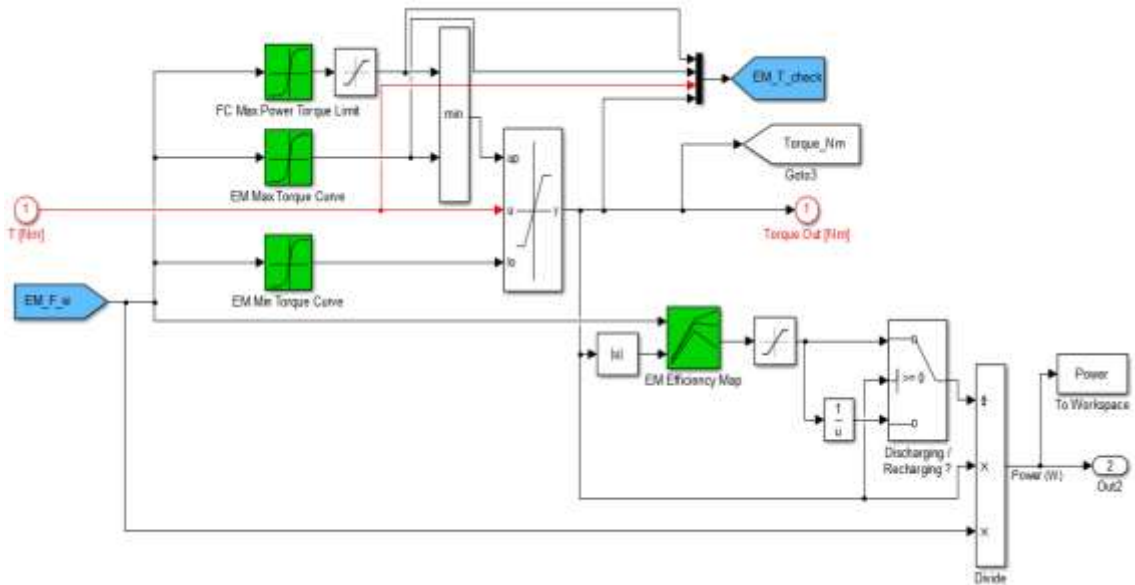 EM_T_check
FC Max Power Torque Limit
min
Torque_Nm
Goto3
up
EM Max Torque Curve
1
T [Nm]
u
y
1
Torque Out [Nm]
lo
EM Min Torque Curve
EM_F_w
|u|
EM Efficiency Map
>= 0
Power
To Workspace
1
u
Discharging /
Recharging ?
÷
×
Power (W)
2
Out2
×
Divide